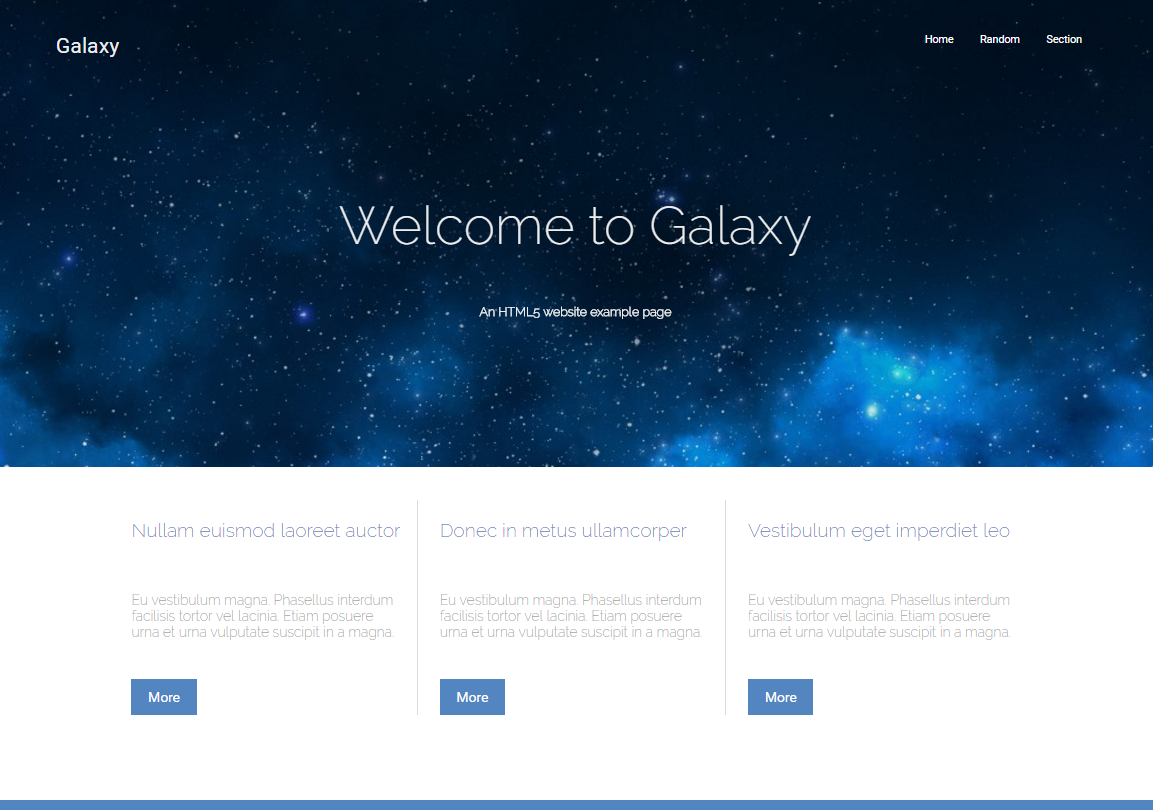 Galaxy
Home Random Section
Welcome to Galaxy
An HTML5 website example page
Nullam euismod laoreet auctor
Eu vestibulum magna. Phasellus interdum
facilisis tortor vel lacinia. Etiam posuere
urna et urna vulputate suscipit in a magna.
More
Donec in metus ullamcorper
Eu vestibulum magna. Phasellus interdum
facilisis tortor vel lacinia. Etiam posuere
urna et urna vulputate suscipit in a magna.
More
Vestibulum eget imperdiet leo
Eu vestibulum magna. Phasellus interdum
facilisis tortor vel lacinia. Etiam posuere
urna et urna vulputate suscipit in a magna.
More